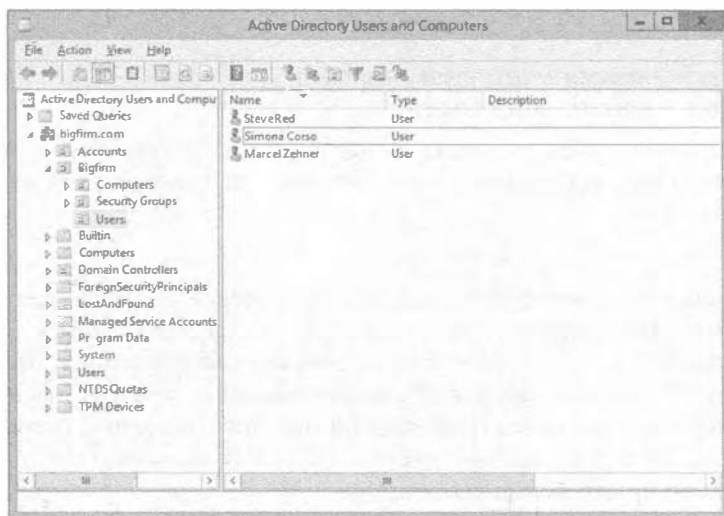 Active Directory Users and Computers
File Action View Help
Active Directory Users and Compu
Saved Queries
bigfirm.com
Accounts
Bigfirm
Computers
Security Groups
Users
Builtin
Computers
Domain Controllers
ForeignSecurityPrincipals
LostAndFound
Managed Service Accounts
Pr gram Data
System
Users
NTDS Quotas
TPM Devices
Name Type Description
SteveRed User
Simona Corso User
Marcel Zehner User